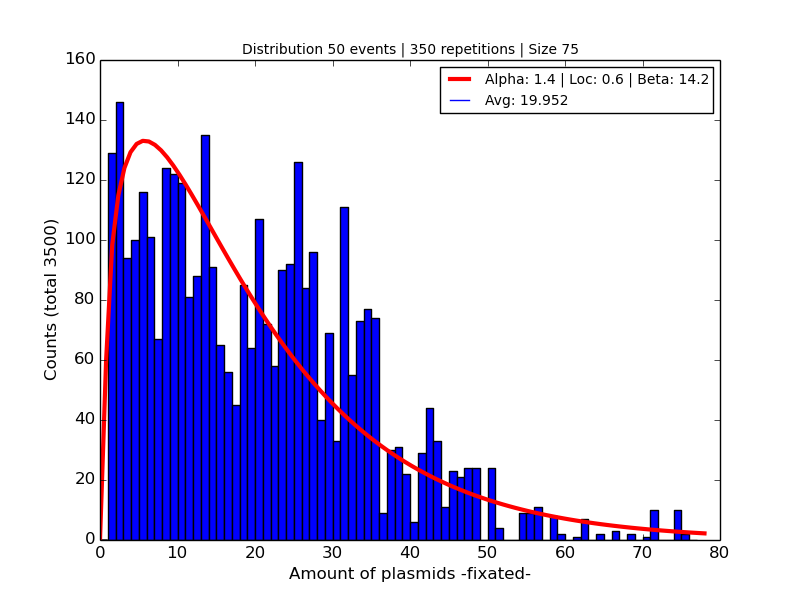 Distribution 50 events | 350 repetitions | Size 75
Alpha: 1.4 | Loc: 0.6 | Beta: 14.2
Avg: 19.952
160
140
120
100
80
60
40
20
0
Counts (total 3500)
0 10 20 30 40 50 60 70 80
Amount of plasmids -fixated-